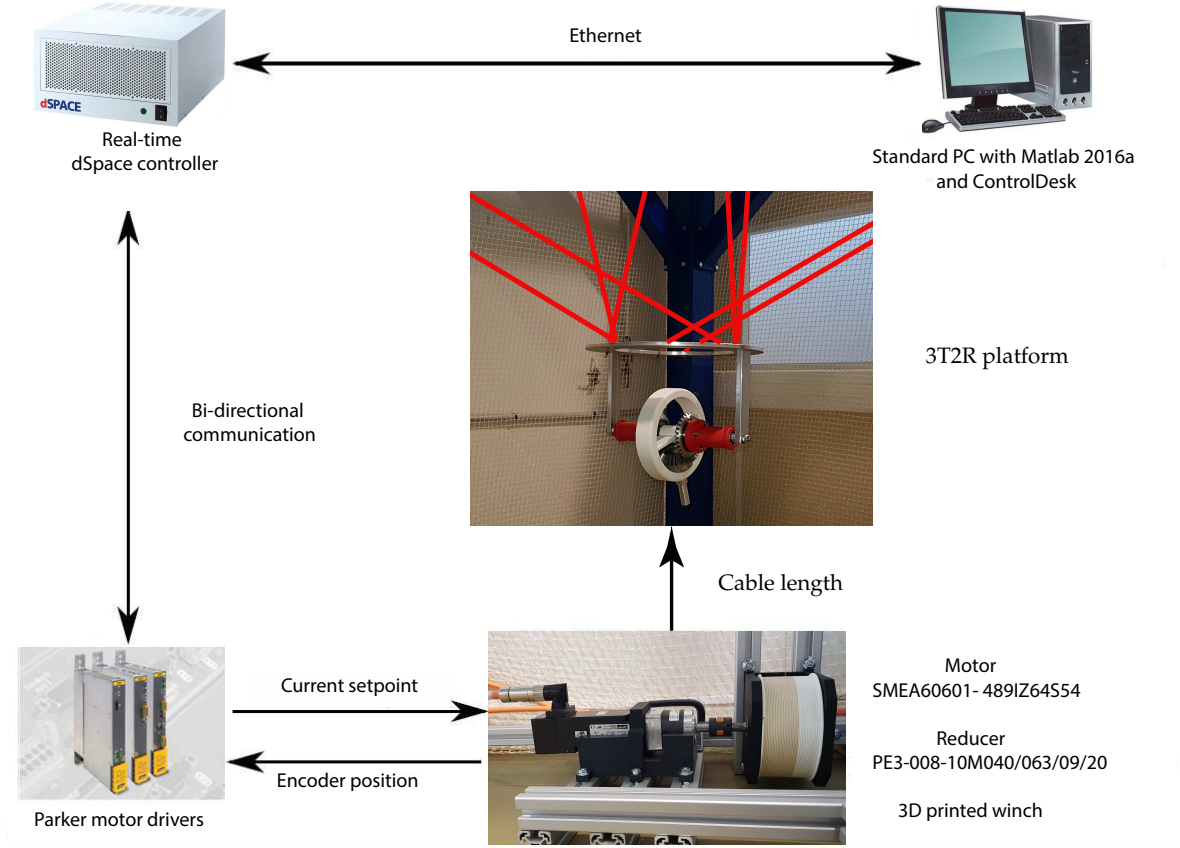 Ethernet
dSPACE
Real-time
dSpace controller
Standard PC with Matlab 2016a
and ControlDesk
3T2R platform
Bi-directional
communication
Cable length
Current setpoint
Encoder position
Parker motor drivers
Motor
SMEA60601- 489IZ64S54
Reducer
PE3-008-10M040/063/09/20
3D printed winch